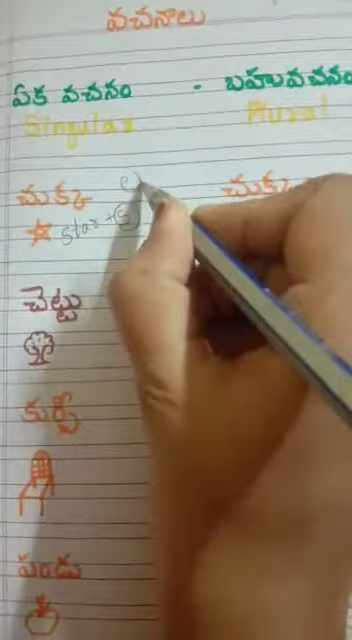 వచనాలు
ఏక వచనం - బహువచనం
Singular Plural
చుక్క చుక్క
star + S
చెట్టు
కుర్చీ
పండు